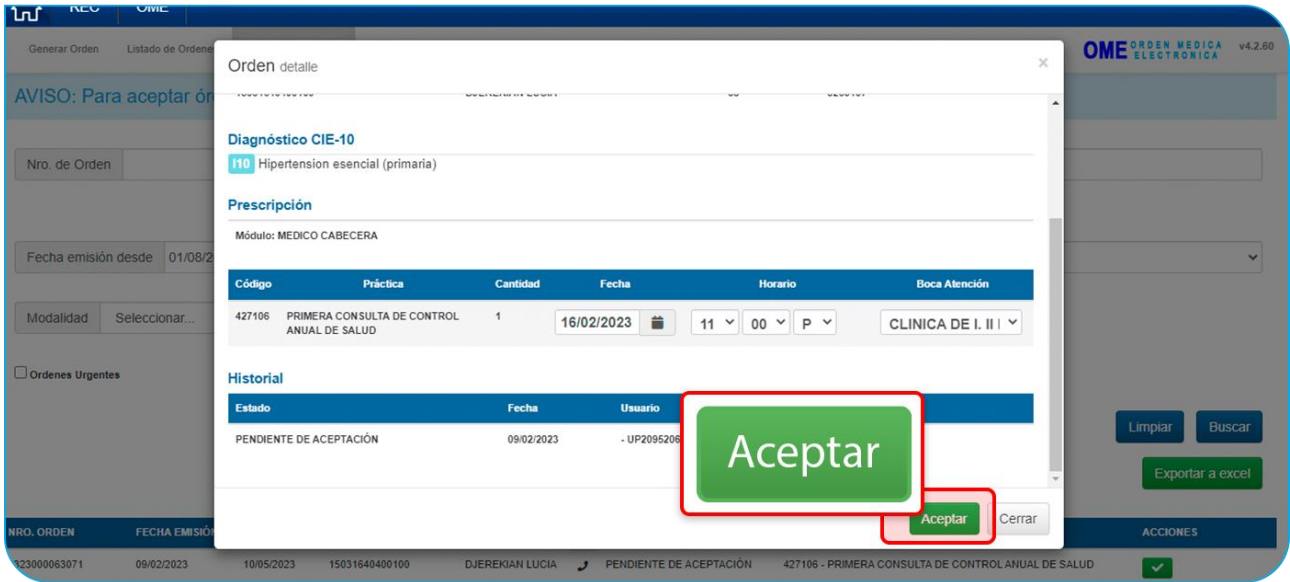 REC OME
Generar Orden Listado de Ordene
OME ORDEN MEDICA ELECTRONICA v4.2.60
Orden detalle ×
AVISO: Para aceptar ór
DJEREKIAN LUCIA
Diagnóstico CIE-10
I10 Hipertension esencial (primaria)
Nro. de Orden
Prescripción
Módulo: MEDICO CABECERA
Fecha emisión desde 01/08/2
Código Práctica Cantidad Fecha Horario Boca Atención
427106 PRIMERA CONSULTA DE CONTROL 1 16/02/2023 11 00 P CLINICA DE I. II
ANUAL DE SALUD
Modalidad Seleccionar...
Ordenes Urgentes
Historial
Estado Fecha Usuario
PENDIENTE DE ACEPTACIÓN 09/02/2023 - UP2095206
Aceptar
Limpiar Buscar
Exportar a excel
Aceptar Cerrar
NRO. ORDEN FECHA EMISIÓN ACCIONES
323000063071 09/02/2023 10/05/2023 15031640400100 DJEREKIAN LUCIA PENDIENTE DE ACEPTACIÓN 427106 - PRIMERA CONSULTA DE CONTROL ANUAL DE SALUD